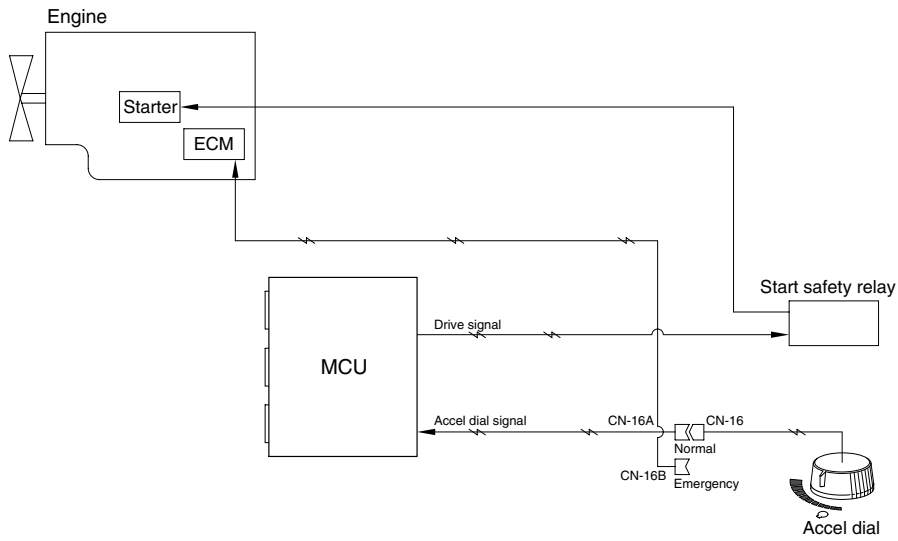 Engine
Starter
ECM
Start safety relay
Drive signal
MCU
Accel dial signal
CN-16A
CN-16
Normal
CN-16B
Emergency
Accel dial